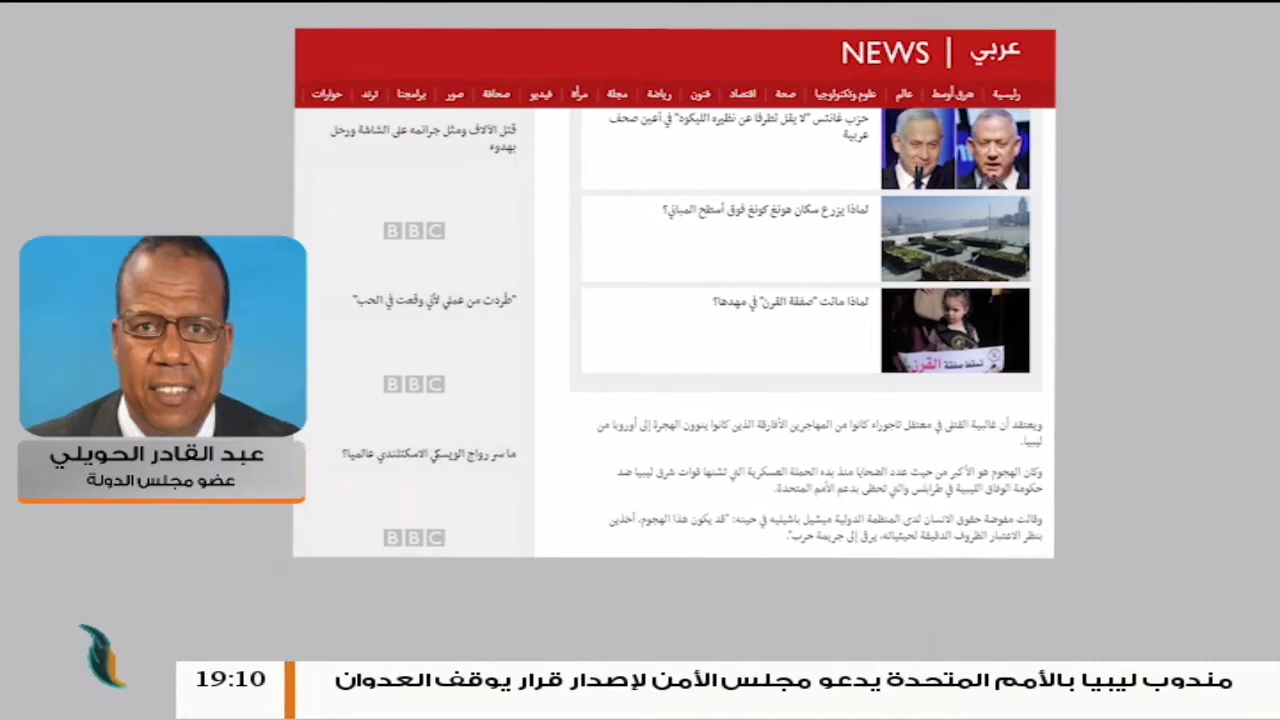 عربي | NEWS
رئيسية شرق أوسط عالم علوم وتكنولوجيا صحة اقتصاد فنون رياضة مجلة مرأة فيديو صحافة صور برامجنا ترند حوارات
حزب غانتس "لا يقل تطرفا عن نظيره الليكود" في أعين صحف
عربية
لماذا يزرع سكان هونغ كونغ فوق أسطح المباني؟
لماذا ماتت "صفقة القرن" في مهدها؟
تسقط صفقة القرن
ويعتقد أن غالبية القتلى في معتقل تاجوراء كانوا من المهاجرين الأفارقة الذين كانوا ينوون الهجرة إلى أوروبا من
ليبيا.
وكان الهجوم هو الأكبر من حيث عدد الضحايا منذ بدء الحملة العسكرية التي تشنها قوات شرق ليبيا ضد
حكومة الوفاق الليبية في طرابلس والتي تحظى بدعم الأمم المتحدة.
وقالت مفوضة حقوق الانسان لدى المنظمة الدولية ميشيل باشيليه في حينه: "قد يكون هذا الهجوم، آخذين
بنظر الاعتبار الظروف الدقيقة لحيثياته، يرقى إلى جريمة حرب".
قتل الآلاف ومثل جرائمه على الشاشة ورحل
بهدوء
BBC
"طُردت من عملي لأني وقعت في الحب"
BBC
ما سر رواج الويسكي الاسكتلندي عالميا؟
BBC
عبد القادر الحويلي
عضو مجلس الدولة
مندوب ليبيا بالأمم المتحدة يدعو مجلس الأمن لإصدار قرار يوقف العدوان
19:10